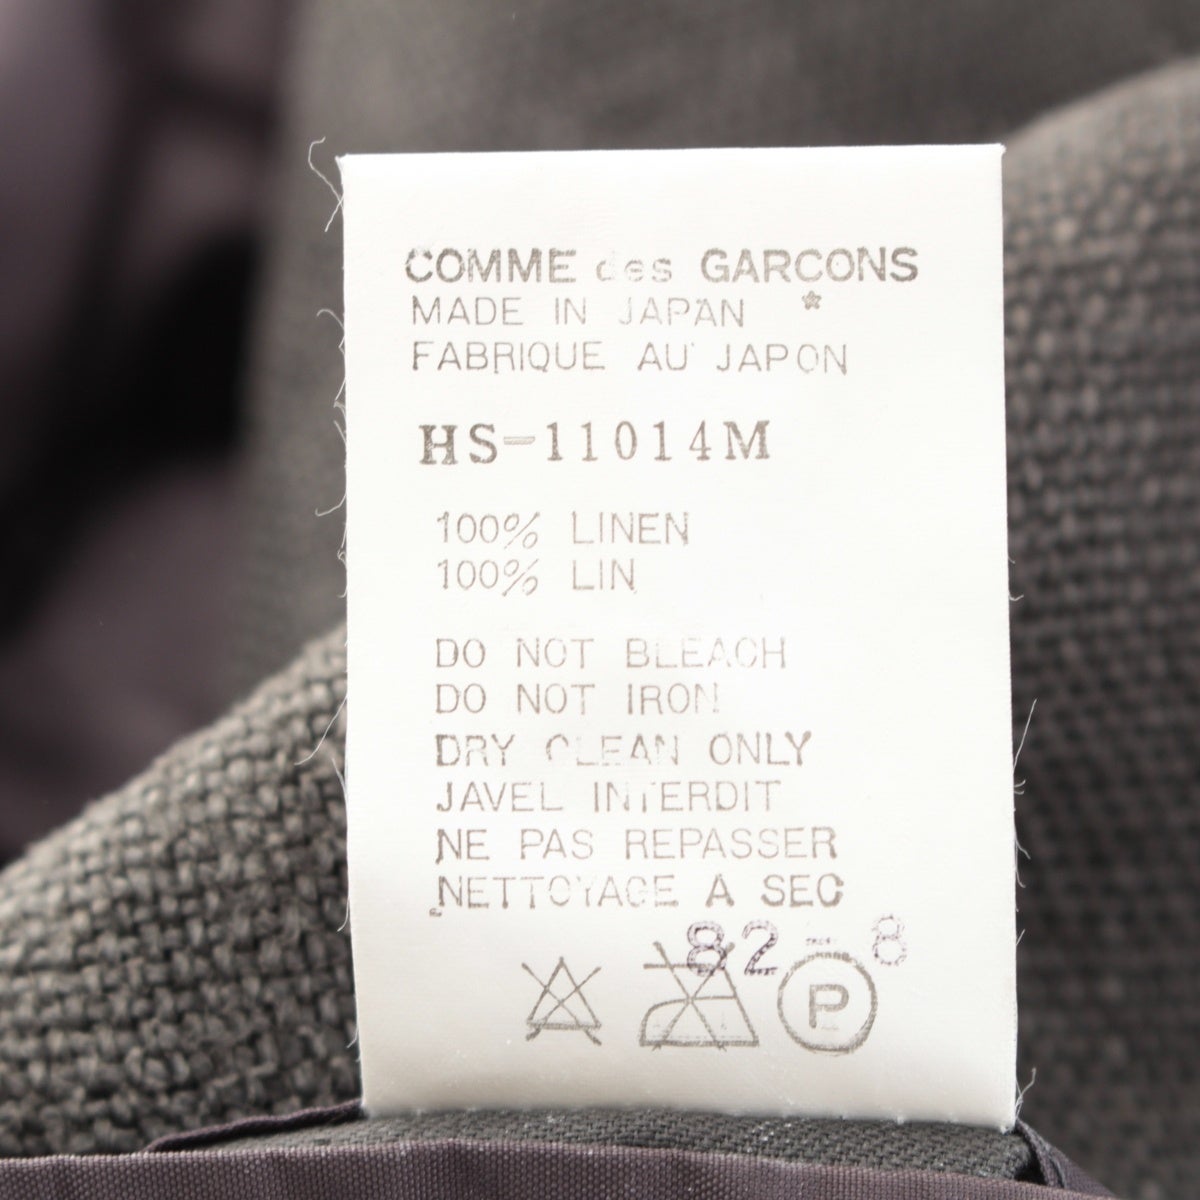 COMME des GARCONS
MADE IN JAPAN *
FABRIQUE AU JAPON
HS-11014M
100% LINEN
100% LIN
DO NOT BLEACH
DO NOT IRON
DRY CLEAN ONLY
JAVEL INTERDIT
NE PAS REPASSER
NETTOYAGE A SEC
82-8
P